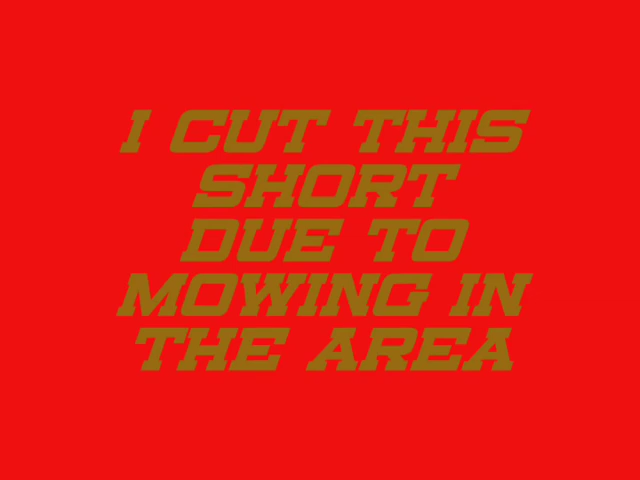 I CUT THIS
SHORT
DUE TO
MOWING IN
THE AREA